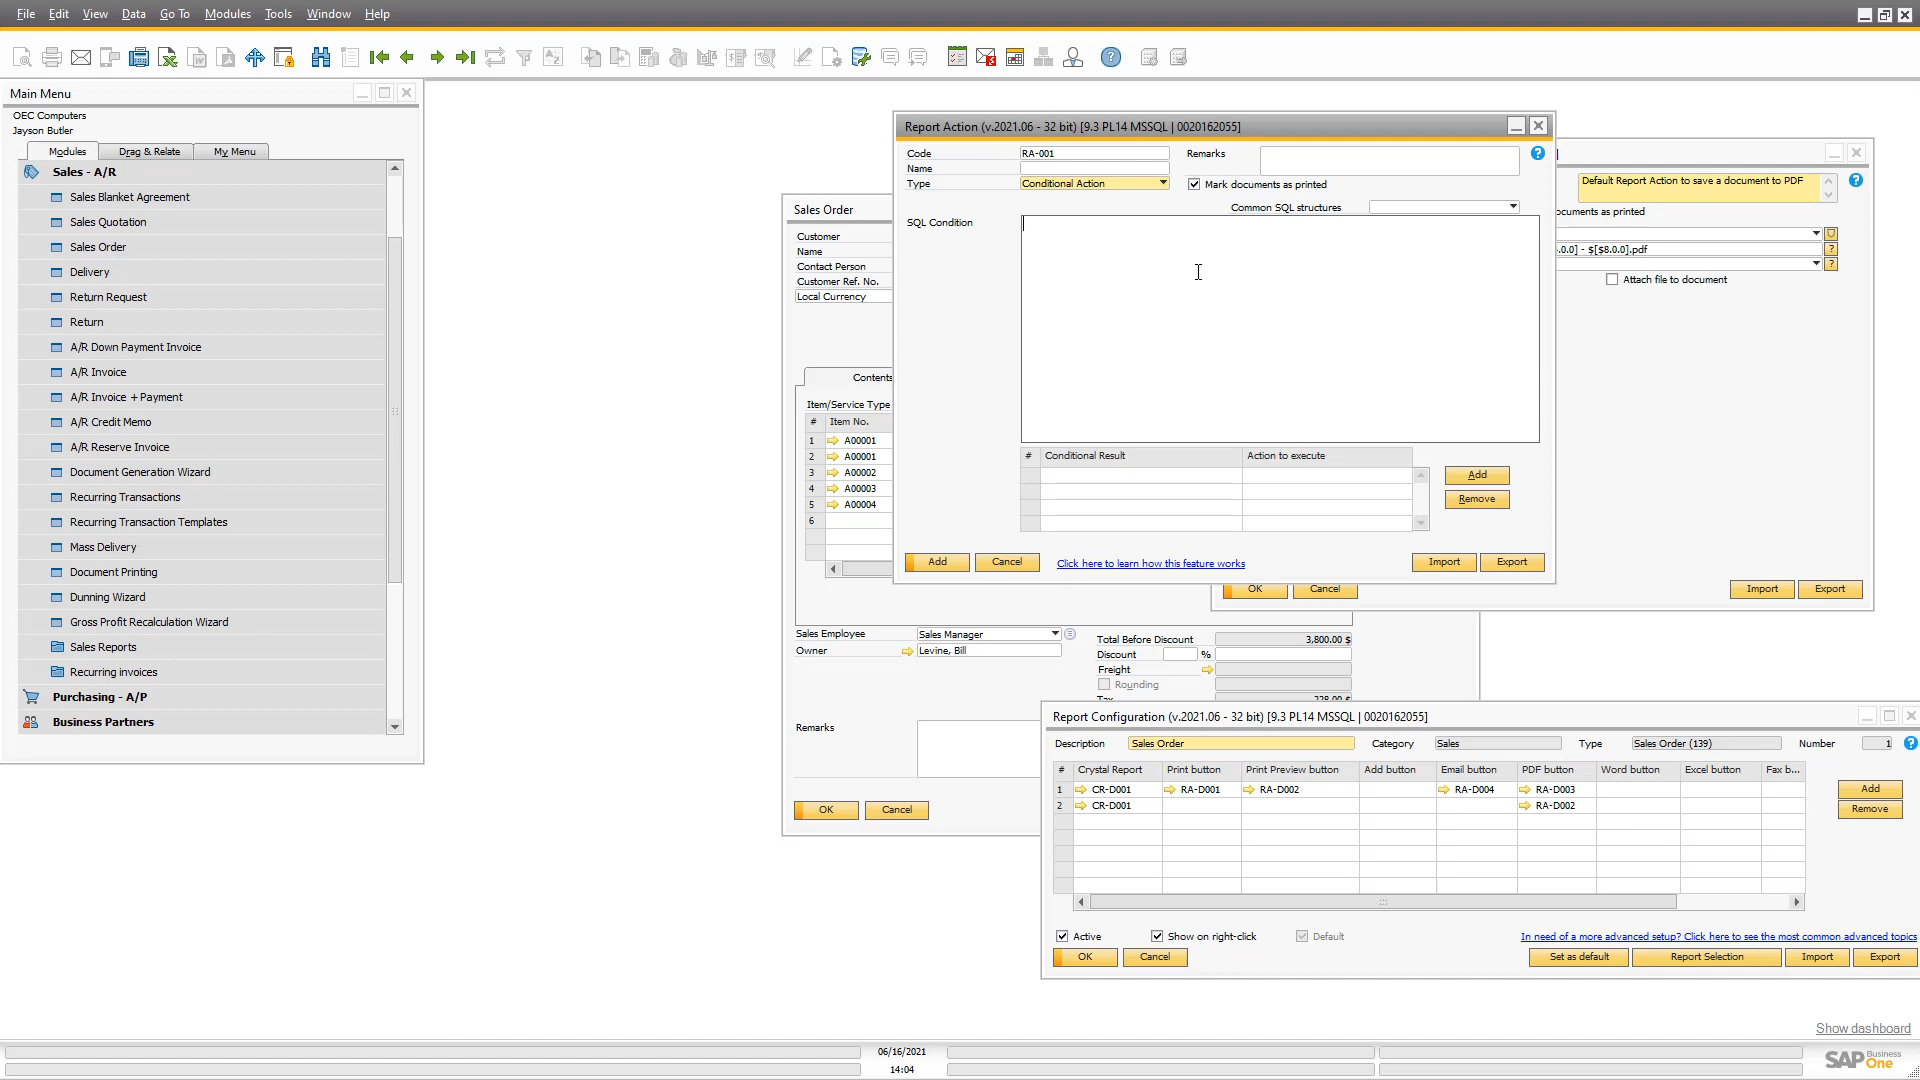 File Edit View Data Go To Modules Tools Window Help
Main Menu
OEC Computers
Jayson Butler
Modules Drag & Relate My Menu
Sales - A/R
Sales Blanket Agreement
Sales Quotation
Sales Order
Delivery
Return Request
Return
A/R Down Payment Invoice
A/R Invoice
A/R Invoice + Payment
A/R Credit Memo
A/R Reserve Invoice
Document Generation Wizard
Recurring Transactions
Recurring Transaction Templates
Mass Delivery
Document Printing
Dunning Wizard
Gross Profit Recalculation Wizard
Sales Reports
Recurring invoices
Purchasing - A/P
Business Partners
Sales Order
Customer
Name
Contact Person
Customer Ref. No.
Local Currency
Contents
Item/Service Type
# Item No.
1 A00001
2 A00001
3 A00002
4 A00003
5 A00004
6
Sales Employee Sales Manager
Owner Levine, Bill
Remarks
Total Before Discount 3,800.00 $
Discount %
Freight
Rounding
Tax 228.00 $
OK Cancel
Report Action (v.2021.06 - 32 bit) [9.3 PL14 MSSQL | 0020162055]
Code RA-001 Remarks
Name
Type Conditional Action Mark documents as printed
Common SQL structures
SQL Condition
# Conditional Result Action to execute
Add
Remove
Add Cancel Click here to learn how this feature works Import Export
Default Report Action to save a document to PDF
cuments as printed
.0.0] - $[$8.0.0].pdf
Attach file to document
OK Cancel Import Export
Report Configuration (v.2021.06 - 32 bit) [9.3 PL14 MSSQL | 0020162055]
Description Sales Order Category Sales Type Sales Order (139) Number 1
# Crystal Report Print button Print Preview button Add button Email button PDF button Word button Excel button Fax b...
1 CR-D001 RA-D001 RA-D002 RA-D004 RA-D003
2 CR-D001 RA-D002
Add
Remove
Active Show on right-click Default In need of a more advanced setup? Click here to see the most common advanced topics
OK Cancel Set as default Report Selection Import Export
Show dashboard
06/16/2021
14:04
SAP Business One